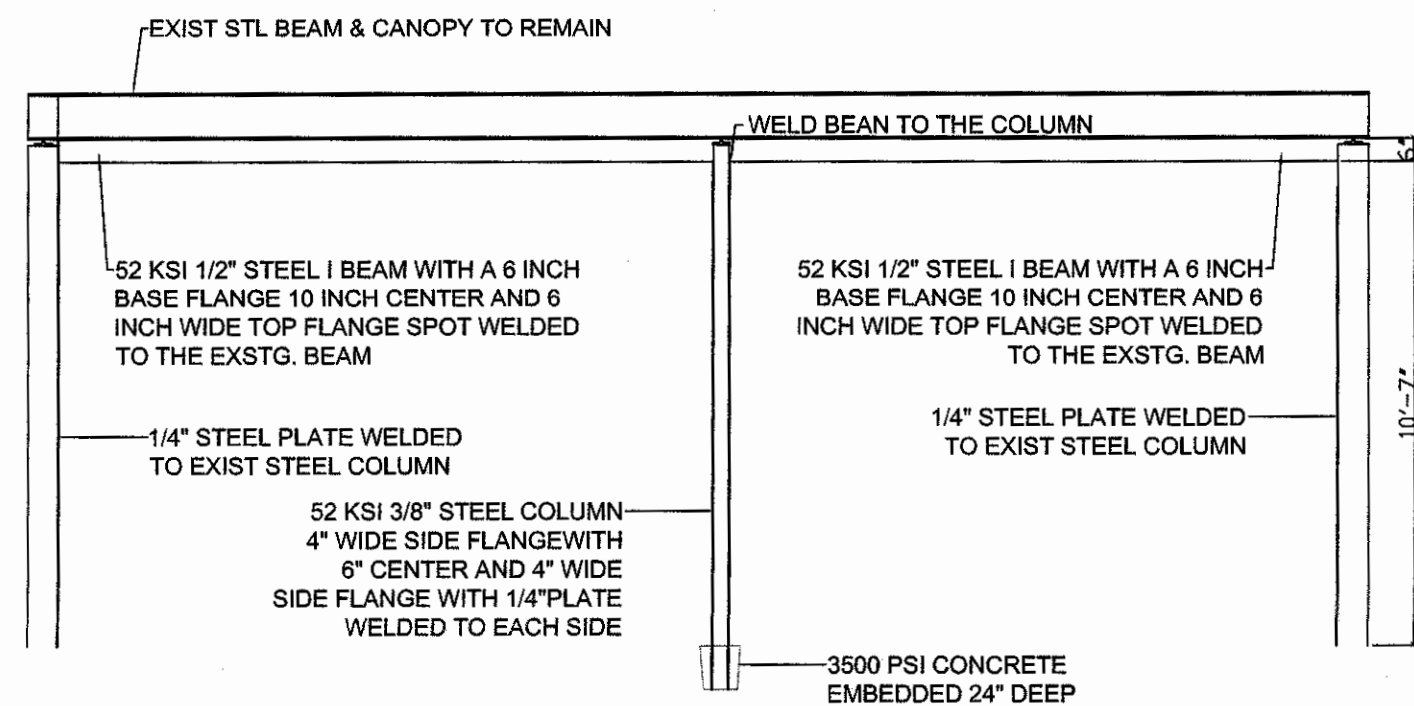 EXIST STL BEAM & CANOPY TO REMAIN
WELD BEAN TO THE COLUMN
6"
52 KSI 1/2" STEEL I BEAM WITH A 6 INCH
BASE FLANGE 10 INCH CENTER AND 6
INCH WIDE TOP FLANGE SPOT WELDED
TO THE EXSTG. BEAM
52 KSI 1/2" STEEL I BEAM WITH A 6 INCH
BASE FLANGE 10 INCH CENTER AND 6
INCH WIDE TOP FLANGE SPOT WELDED
TO THE EXSTG. BEAM
1/4" STEEL PLATE WELDED
TO EXIST STEEL COLUMN
1/4" STEEL PLATE WELDED
TO EXIST STEEL COLUMN
10'-7"
52 KSI 3/8" STEEL COLUMN
4" WIDE SIDE FLANGEWITH
6" CENTER AND 4" WIDE
SIDE FLANGE WITH 1/4"PLATE
WELDED TO EACH SIDE
3500 PSI CONCRETE
EMBEDDED 24" DEEP